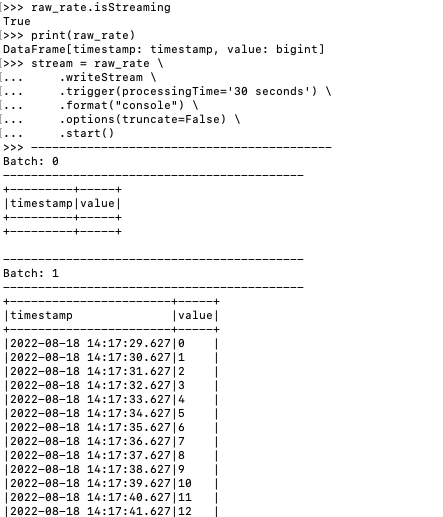 [>>> raw_rate.isStreaming
True
[>>> print(raw_rate)
DataFrame[timestamp: timestamp, value: bigint]
[>>> stream = raw_rate \
[...     .writeStream \
[...     .trigger(processingTime='30 seconds') \
[...     .format("console") \
[...     .options(truncate=False) \
[...     .start()
>>> -------------------------------------------
Batch: 0
-------------------------------------------
+---------+-----+
|timestamp|value|
+---------+-----+
+---------+-----+
-------------------------------------------
Batch: 1
-------------------------------------------
+-----------------------+-----+
|timestamp              |value|
+-----------------------+-----+
|2022-08-18 14:17:29.627|0    |
|2022-08-18 14:17:30.627|1    |
|2022-08-18 14:17:31.627|2    |
|2022-08-18 14:17:32.627|3    |
|2022-08-18 14:17:33.627|4    |
|2022-08-18 14:17:34.627|5    |
|2022-08-18 14:17:35.627|6    |
|2022-08-18 14:17:36.627|7    |
|2022-08-18 14:17:37.627|8    |
|2022-08-18 14:17:38.627|9    |
|2022-08-18 14:17:39.627|10   |
|2022-08-18 14:17:40.627|11   |
|2022-08-18 14:17:41.627|12   |